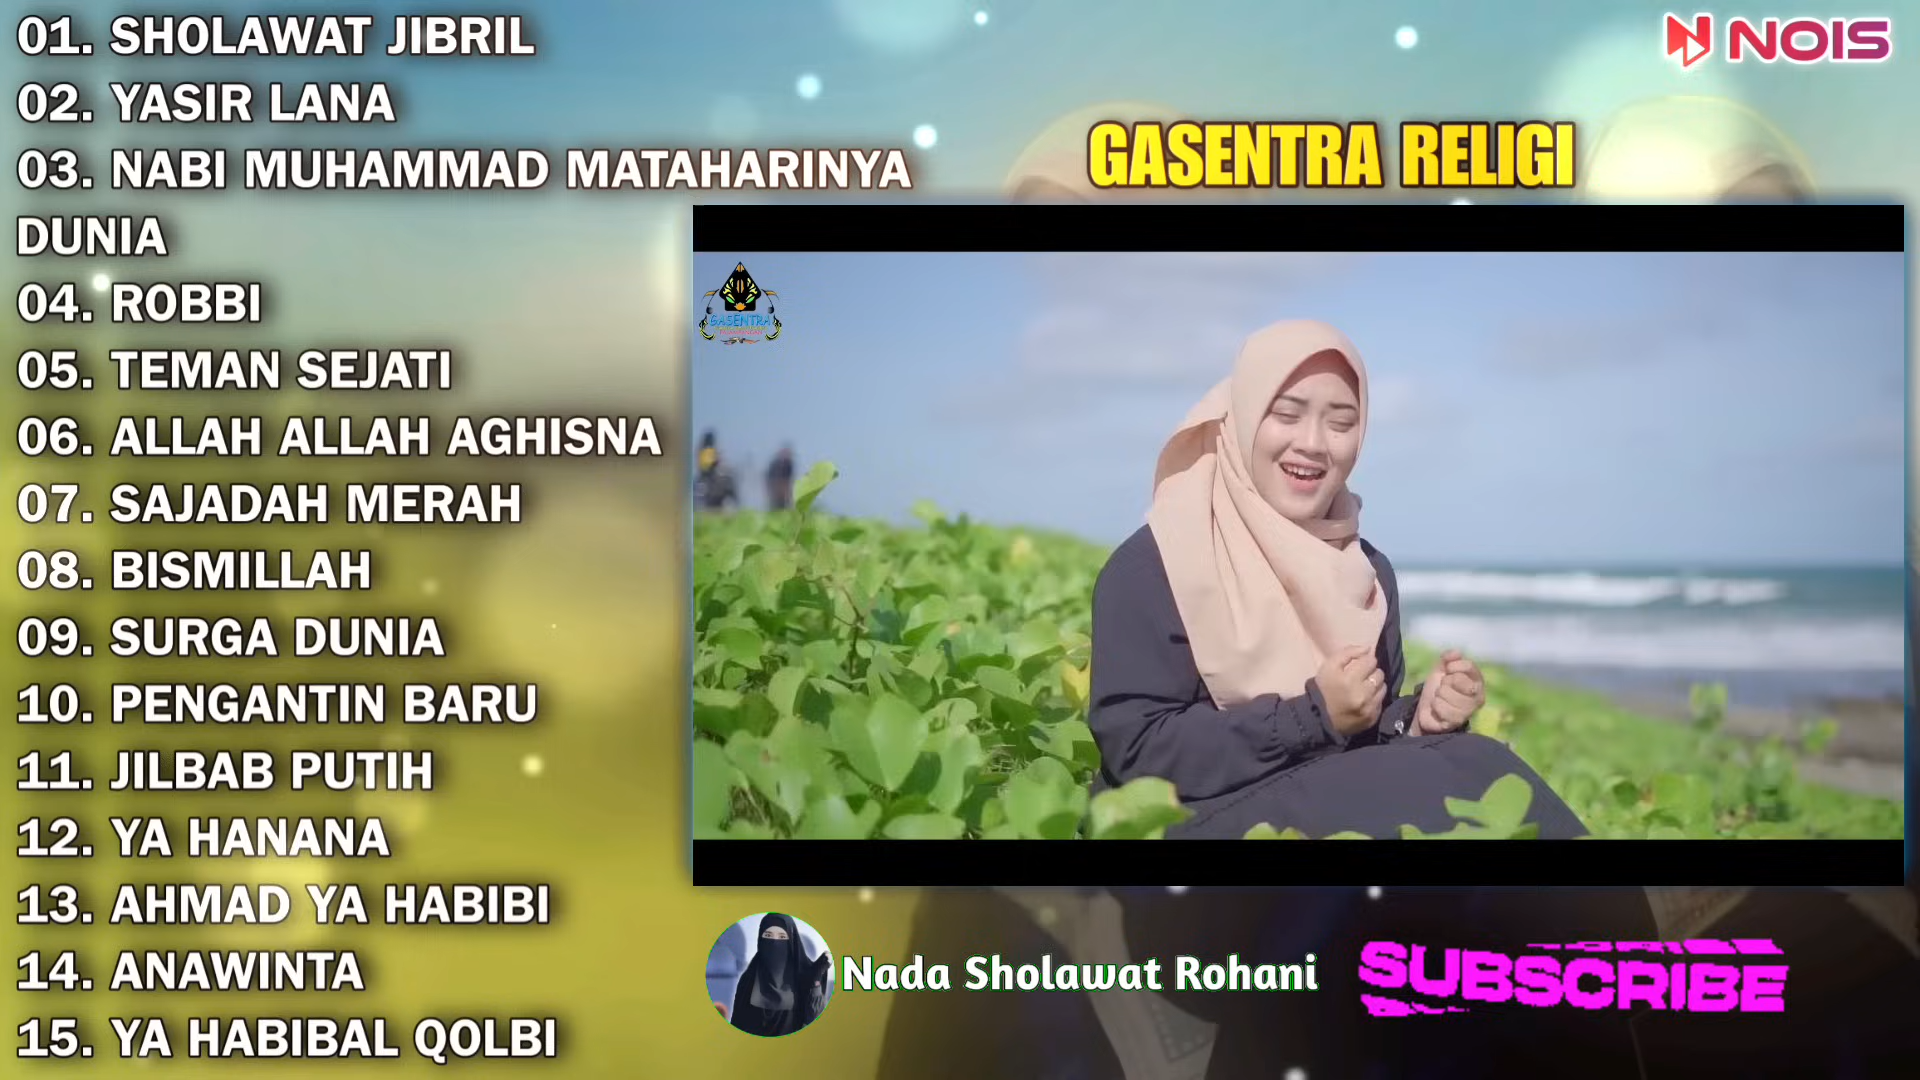 01. SHOLAWAT JIBRIL
02. YASIR LANA
03. NABI MUHAMMAD MATAHARINYA
DUNIA
04. ROBBI
05. TEMAN SEJATI
06. ALLAH ALLAH AGHISNA
07. SAJADAH MERAH
08. BISMILLAH
09. SURGA DUNIA
10. PENGANTIN BARU
11. JILBAB PUTIH
12. YA HANANA
13. AHMAD YA HABIBI
14. ANAWINTA
15. YA HABIBAL QOLBI
NOIS
GASENTRA RELIGI
GASENTRA
Nada Sholawat Rohani
SUBSCRIBE